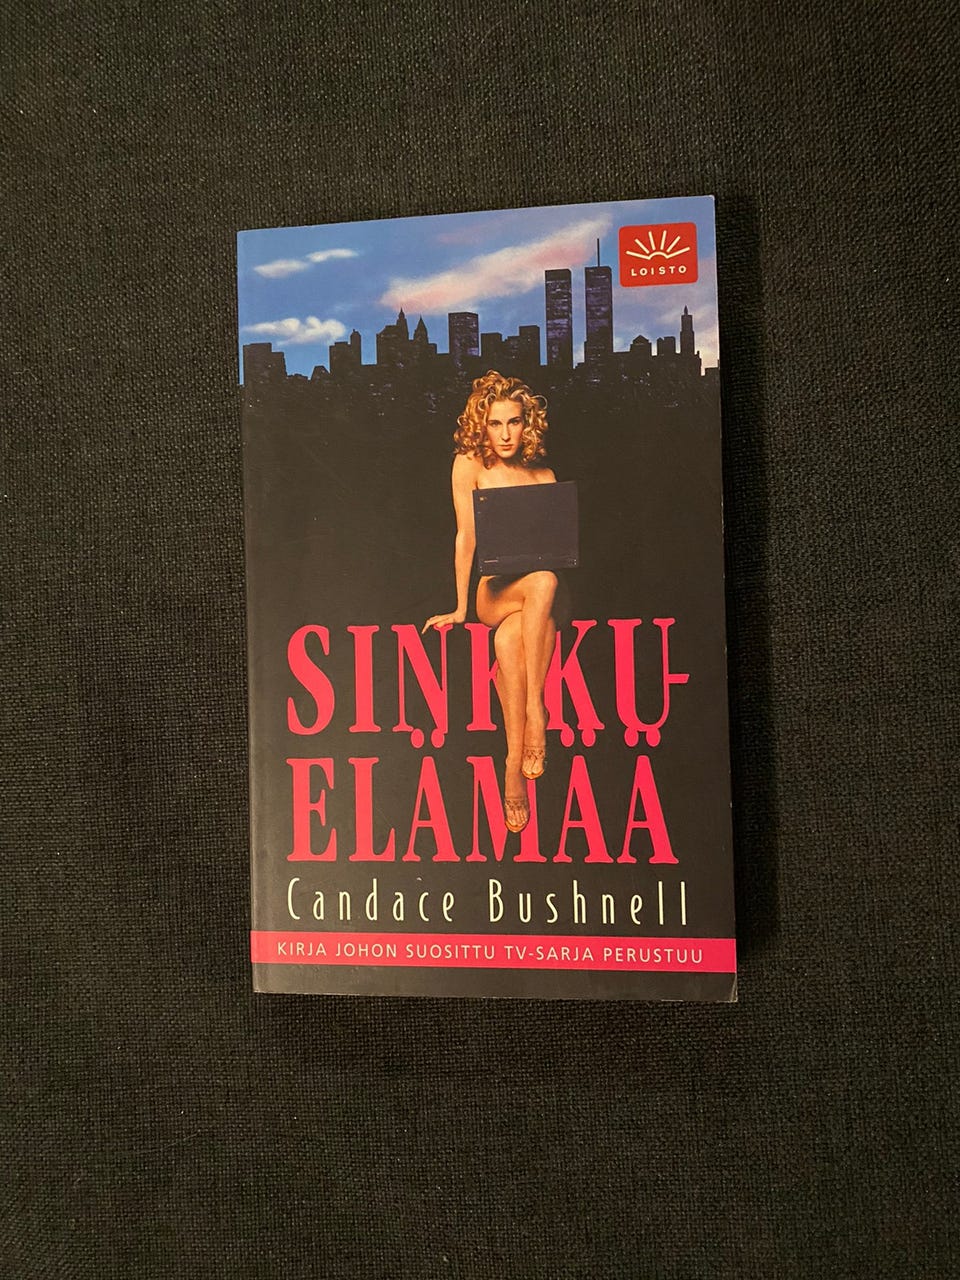 LOISTO
SINKKU-
ELÄMÄÄ
Candace Bushnell
KIRJA JOHON SUOSITTU TV-SARJA PERUSTUU